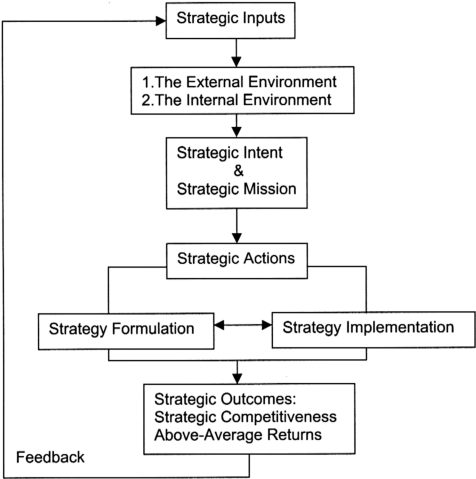 Strategic Inputs
1.The External Environment
2.The Internal Environment
Strategic Intent
&
Strategic Mission
Strategic Actions
Strategy Formulation
Strategy Implementation
Strategic Outcomes:
Strategic Competitiveness
Above-Average Returns
Feedback